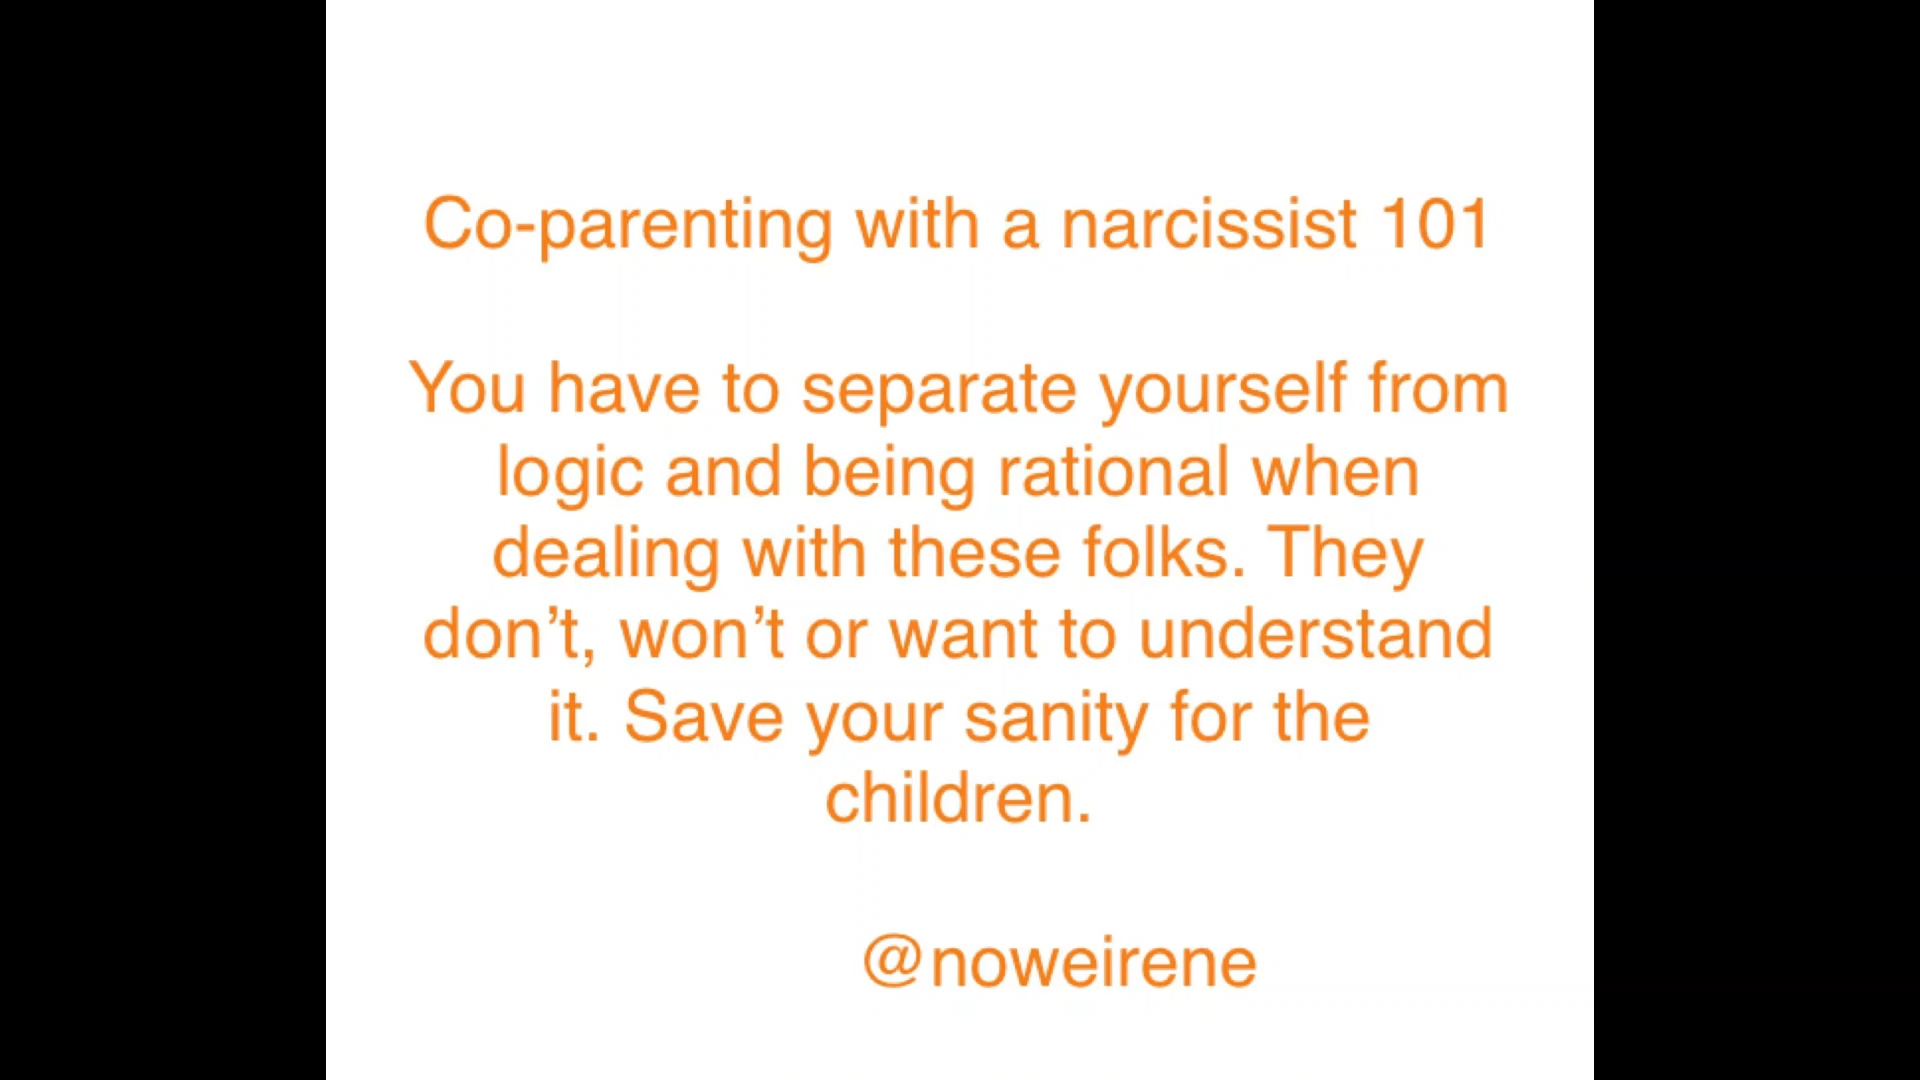 Co-parenting with a narcissist 101
You have to separate yourself from
logic and being rational when
dealing with these folks. They
don’t, won’t or want to understand
it. Save your sanity for the
children.
@noweirene